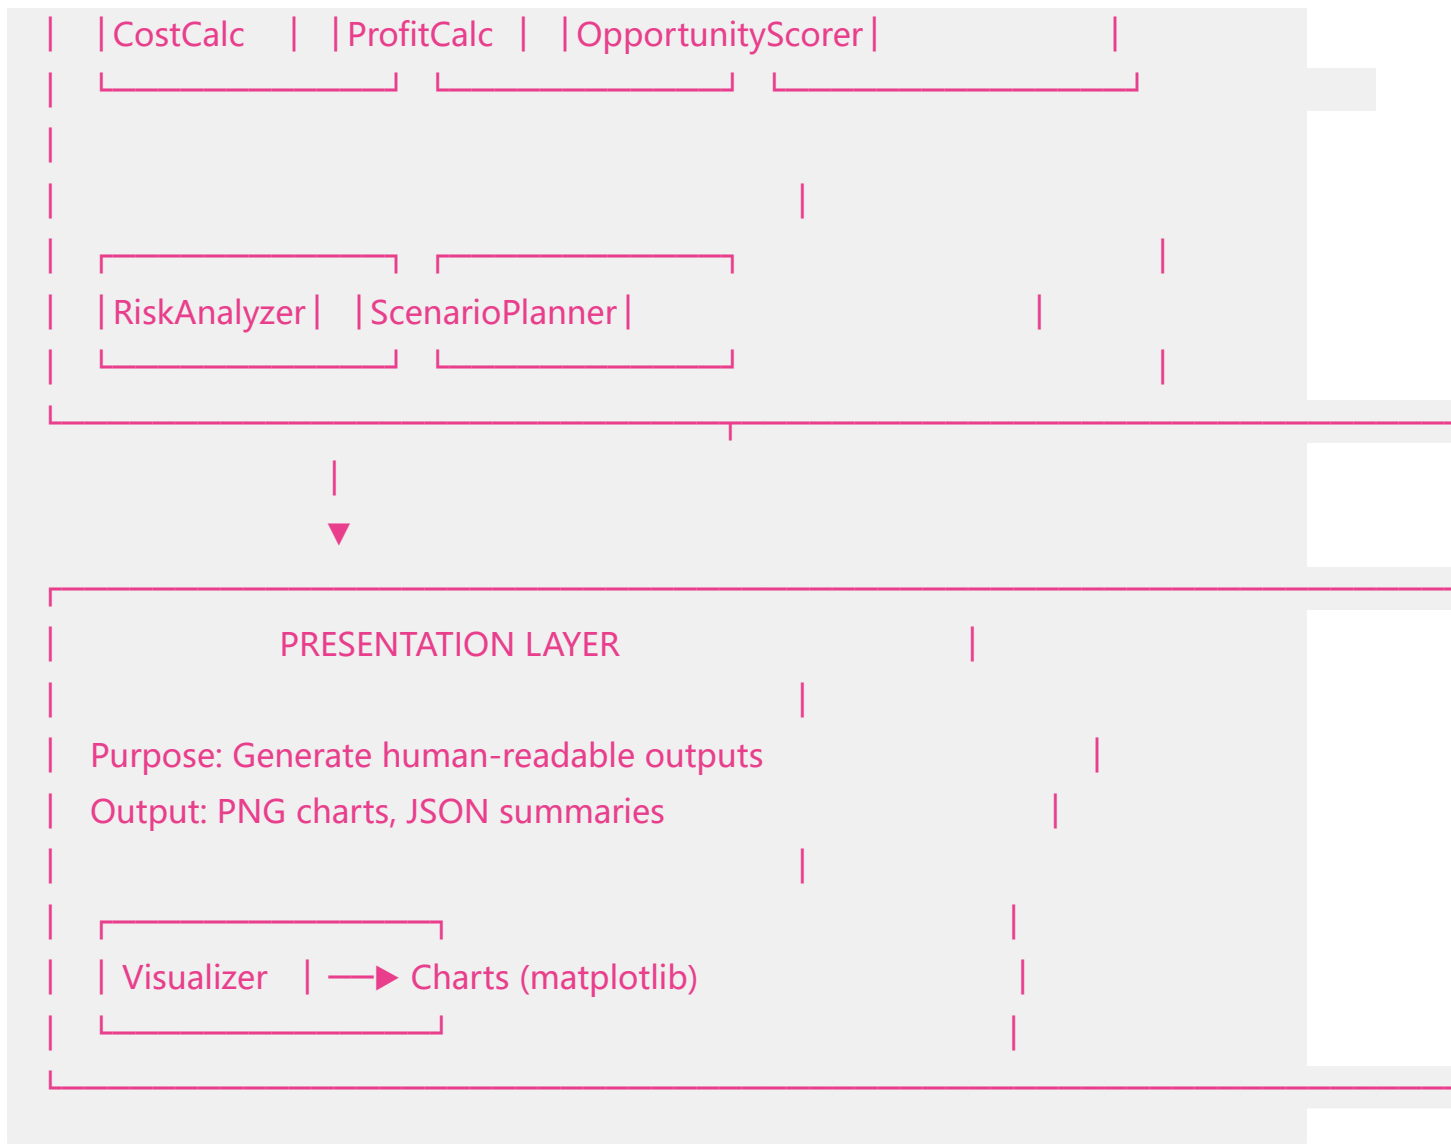 CostCalc ProfitCalc OpportunityScorer
RiskAnalyzer ScenarioPlanner
PRESENTATION LAYER
Purpose: Generate human-readable outputs
Output: PNG charts, JSON summaries
Visualizer ──▶ Charts (matplotlib)